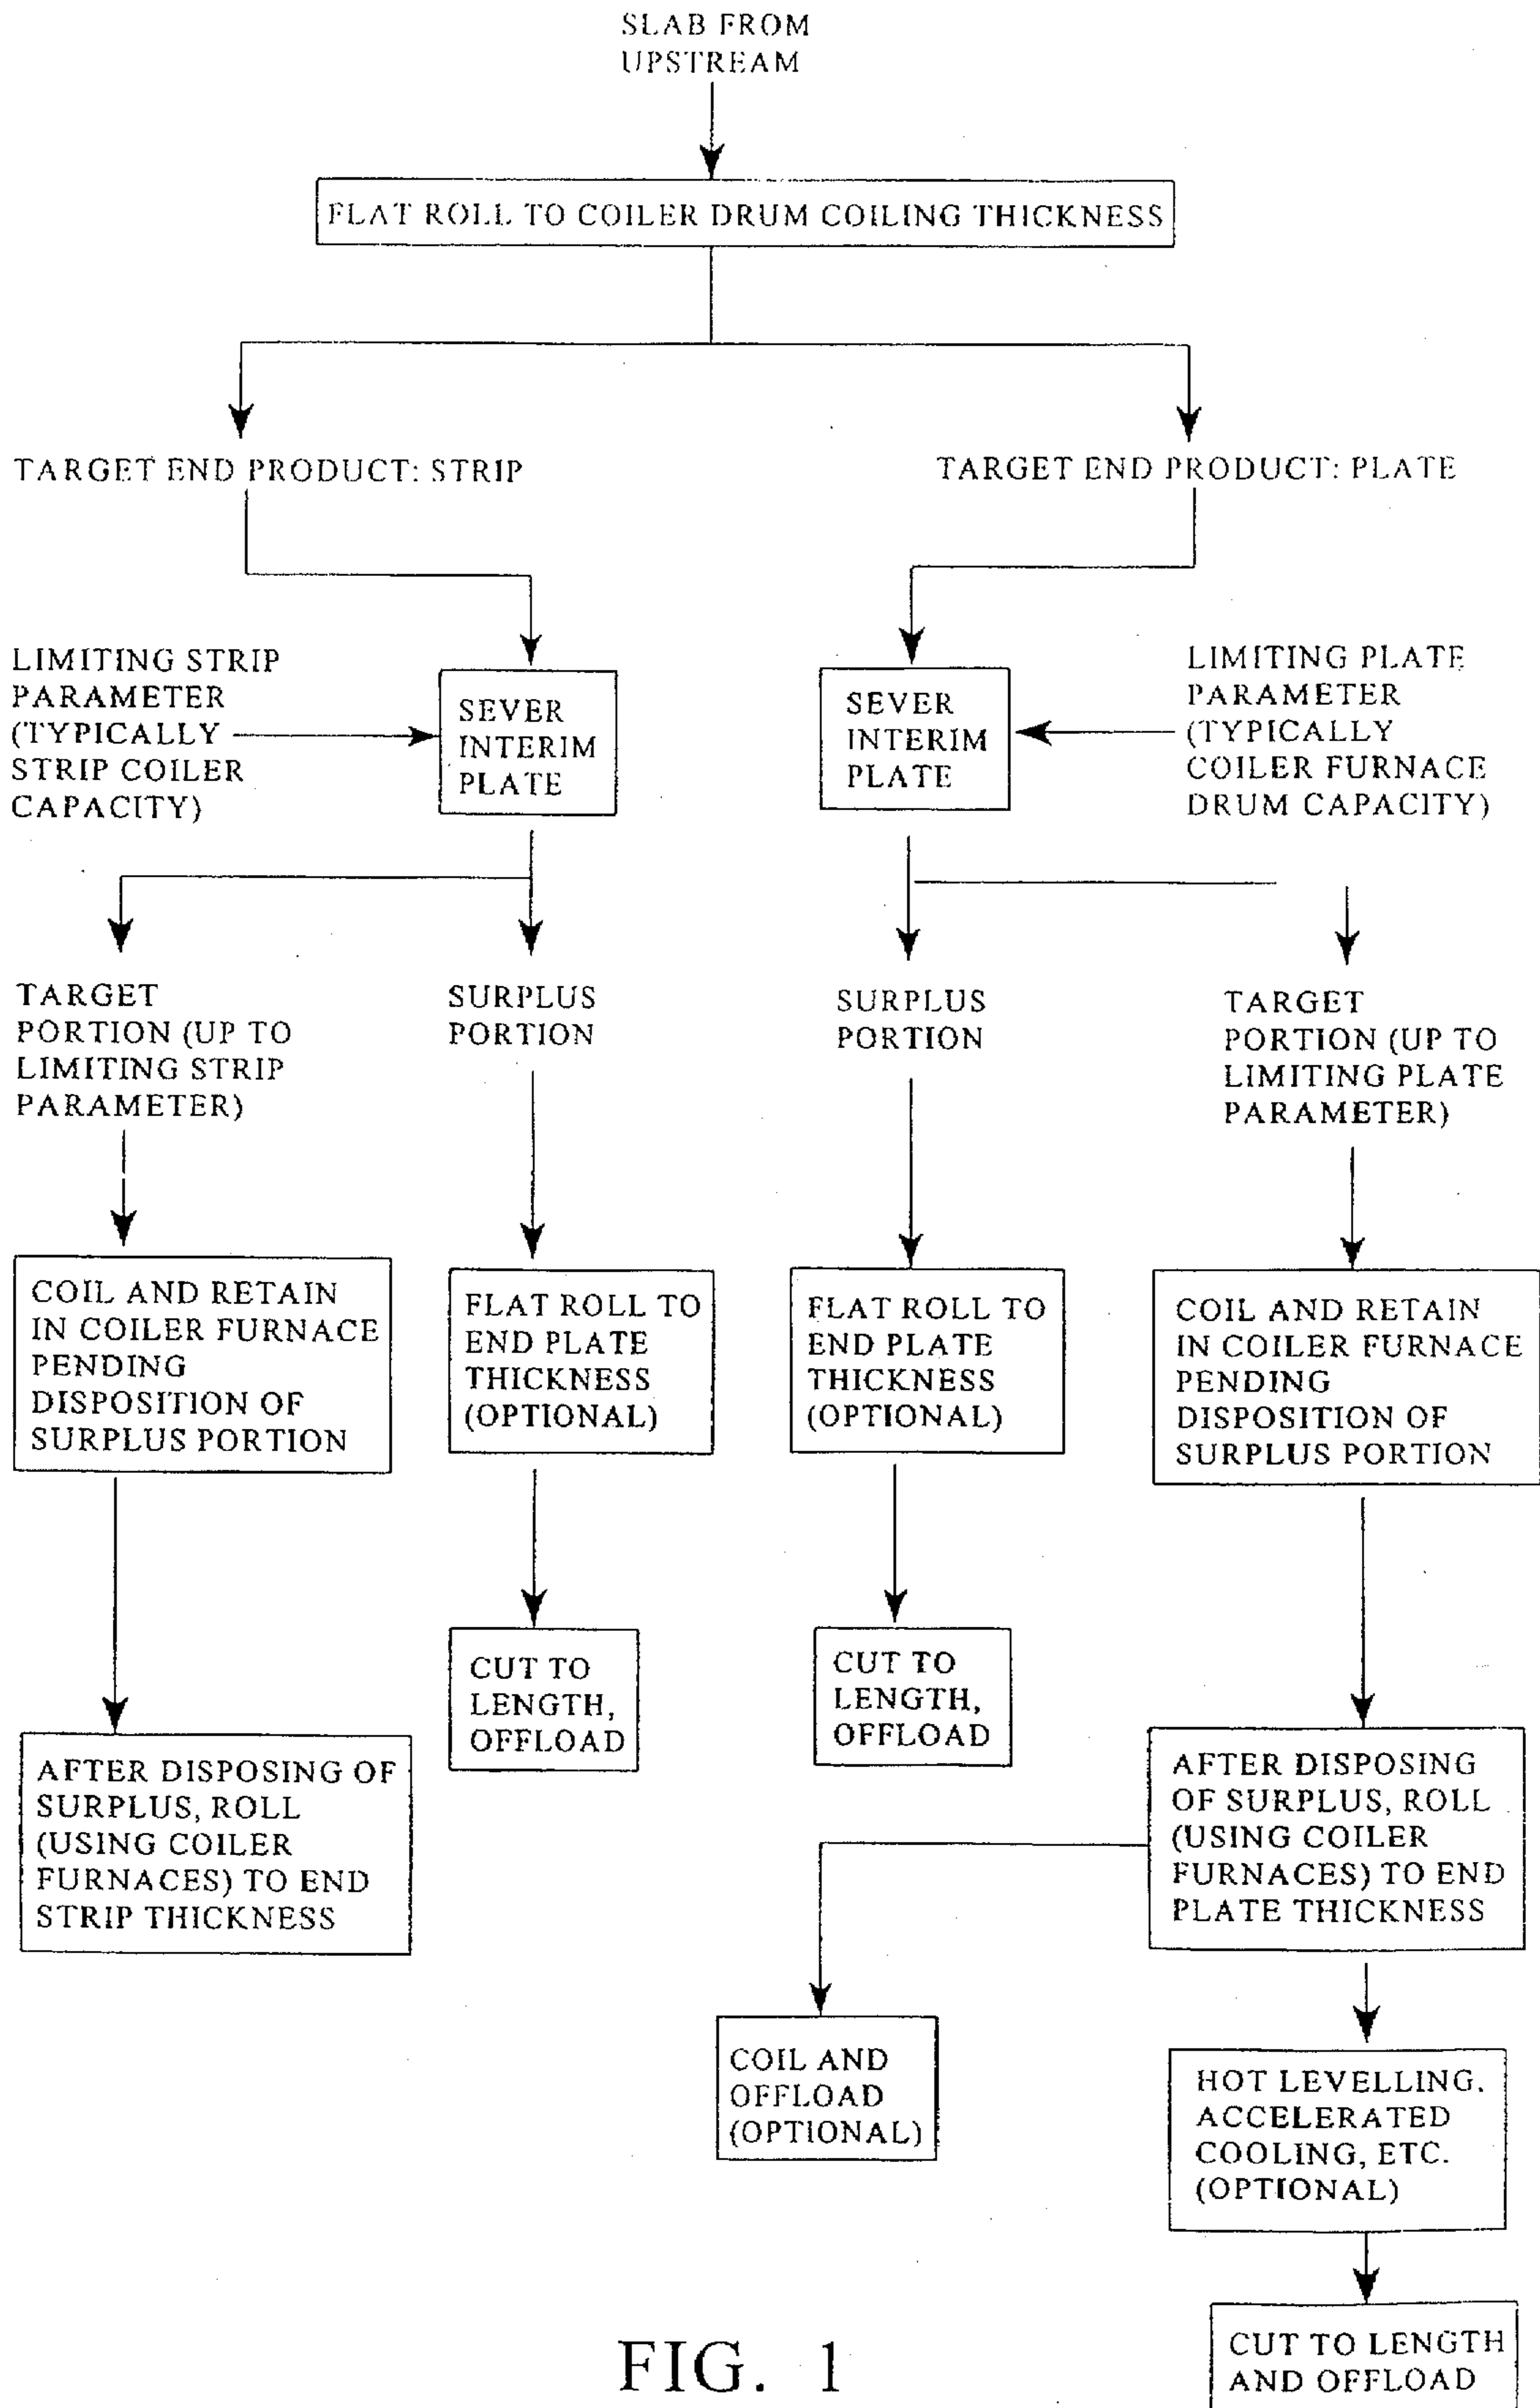 SLAB FROM
UPSTREAM
FLAT ROLL TO COILER DRUM COILING THICKNESS
TARGET END PRODUCT: STRIP
TARGET END PRODUCT: PLATE
LIMITING STRIP
PARAMETER
(TYPICALLY
STRIP COILER
CAPACITY)
SEVER
INTERIM
PLATE
SEVER
INTERIM
PLATE
LIMITING PLATE
PARAMETER
(TYPICALLY
COILER FURNACE
DRUM CAPACITY)
TARGET
PORTION (UP TO
LIMITING STRIP
PARAMETER)
SURPLUS
PORTION
SURPLUS
PORTION
TARGET
PORTION (UP TO
LIMITING PLATE
PARAMETER)
COIL AND RETAIN
IN COILER FURNACE
PENDING
DISPOSITION OF
SURPLUS PORTION
FLAT ROLL TO
END PLATE
THICKNESS
(OPTIONAL)
FLAT ROLL TO
END PLATE
THICKNESS
(OPTIONAL)
COIL AND RETAIN
IN COILER FURNACE
PENDING
DISPOSITION OF
SURPLUS PORTION
CUT TO
LENGTH,
OFFLOAD
CUT TO
LENGTH,
OFFLOAD
AFTER DISPOSING OF
SURPLUS, ROLL
(USING COILER
FURNACES) TO END
STRIP THICKNESS
AFTER DISPOSING
OF SURPLUS, ROLL
(USING COILER
FURNACES) TO END
PLATE THICKNESS
COIL AND
OFFLOAD
(OPTIONAL)
HOT LEVELLING,
ACCELERATED
COOLING, ETC.
(OPTIONAL)
CUT TO LENGTH
AND OFFLOAD
FIG. 1